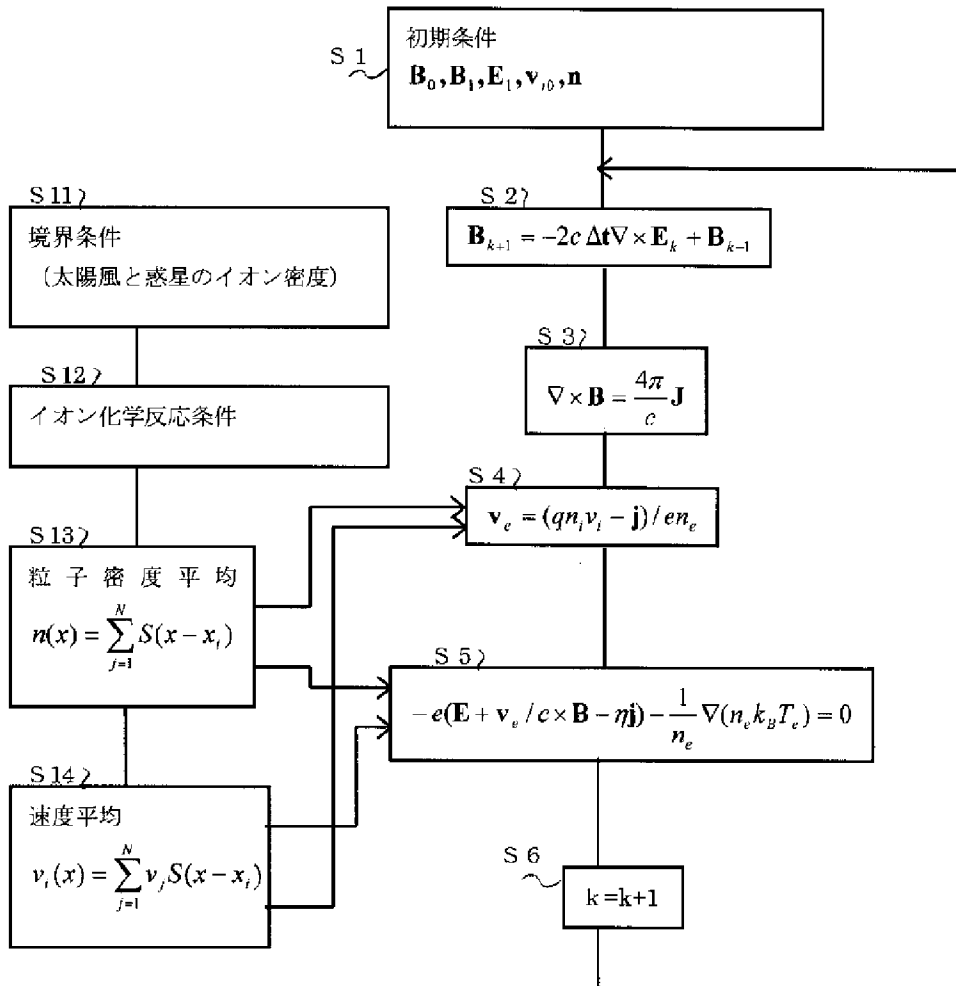 S 1
初期条件
B₀,B₁,E₁,v_{i0},n
S 2
B_{k+1} = -2c Δt∇×E_k + B_{k-1}
S 3
∇×B = \frac{4π}{c} J
S 4
v_e = (qn_i v_i - j) / en_e
S 5
-e(E + v_e / c × B - ηj) - \frac{1}{n_e} ∇(n_e k_B T_e) = 0
S 6
k =k+1
S 11
境界条件
(太陽風と惑星のイオン密度)
S 12
イオン化学反応条件
S 13
粒子密度平均
n(x) = \sum_{j=1}^{N} S(x - x_i)
S 14
速度平均
v_i(x) = \sum_{j=1}^{N} v_j S(x - x_i)